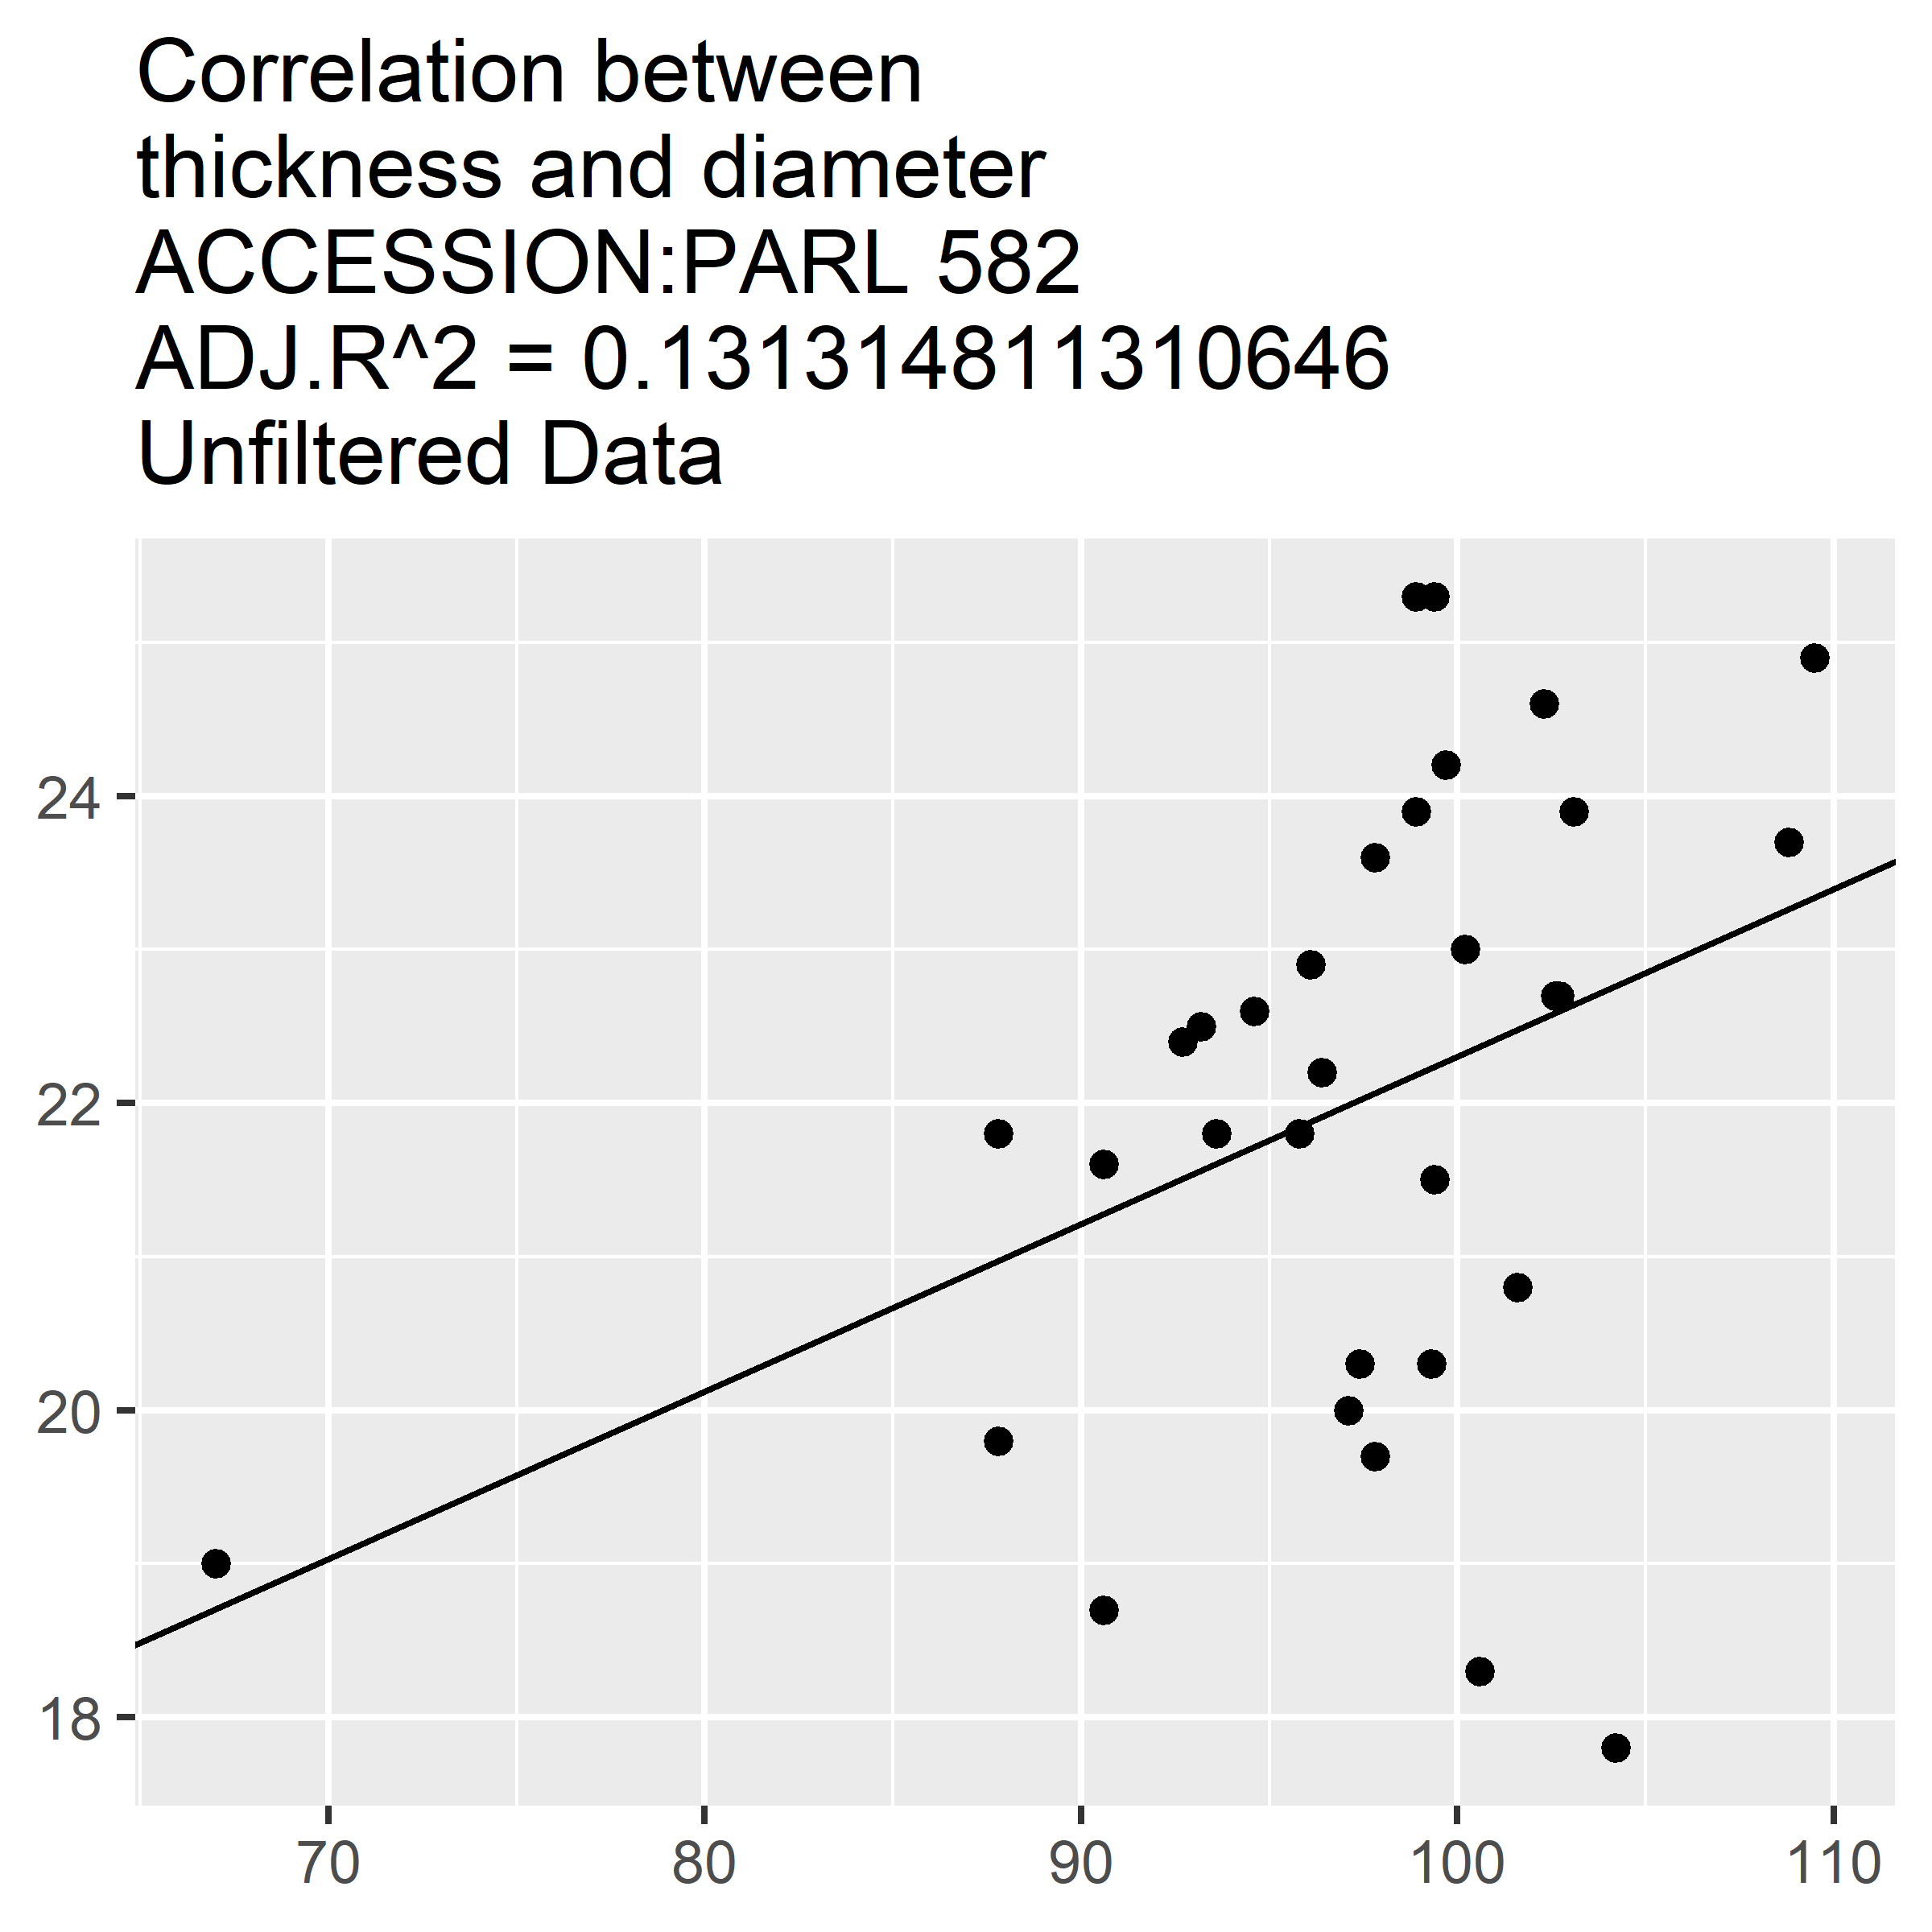 Correlation between
thickness and diameter
ACCESSION:PARL 582
ADJ.R^2 = 0.131314811310646
Unfiltered Data
24
22
20
18
70 80 90 100 110